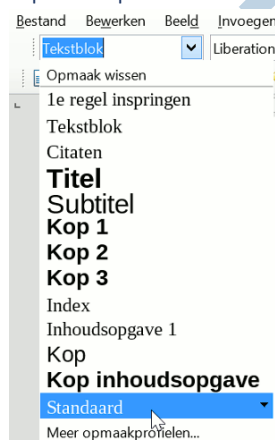 Bestand Bewerken Beeld Invoegen
Tekstblok Liberation
Opmaak wissen
1e regel inspringen
Tekstblok
Citaten
Titel
Subtitel
Kop 1
Kop 2
Kop 3
Index
Inhoudsopgave 1
Kop
Kop inhoudsopgave
Standaard
Meer opmaakprofielen...